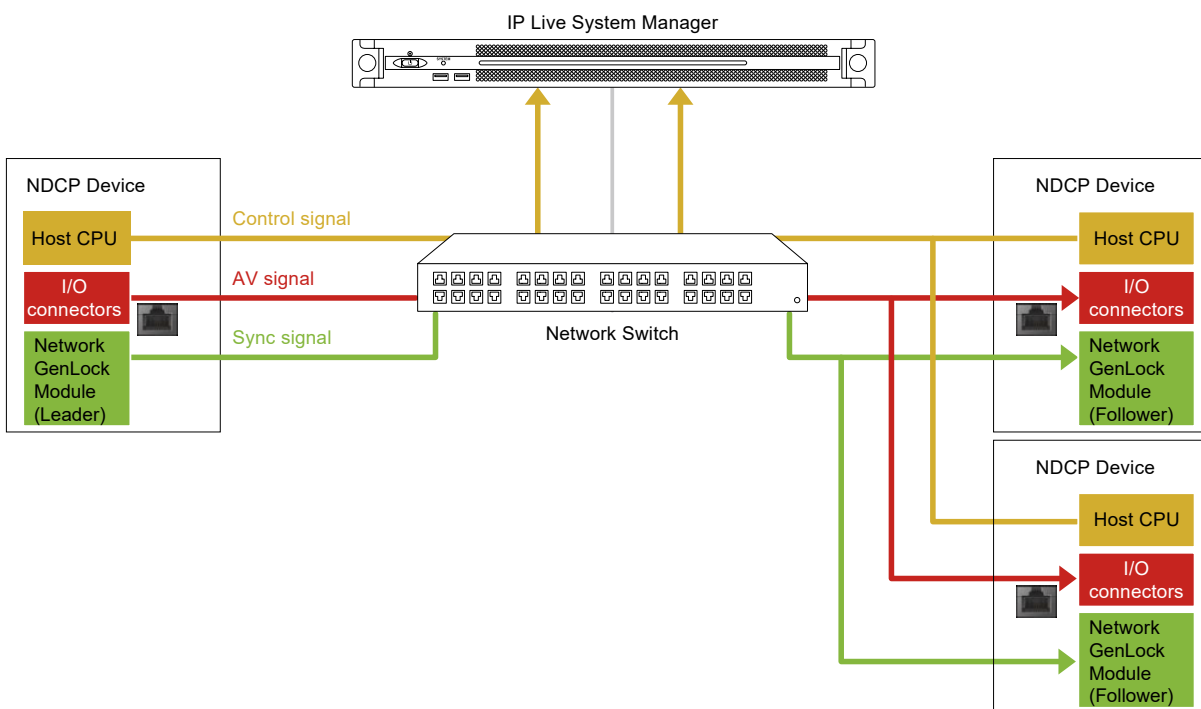 IP Live System Manager
SYSTEM
NDCP Device
Host CPU
I/O
connectors
Network
GenLock
Module
(Leader)
Control signal
AV signal
Sync signal
Network Switch
NDCP Device
Host CPU
I/O
connectors
Network
GenLock
Module
(Follower)
NDCP Device
Host CPU
I/O
connectors
Network
GenLock
Module
(Follower)